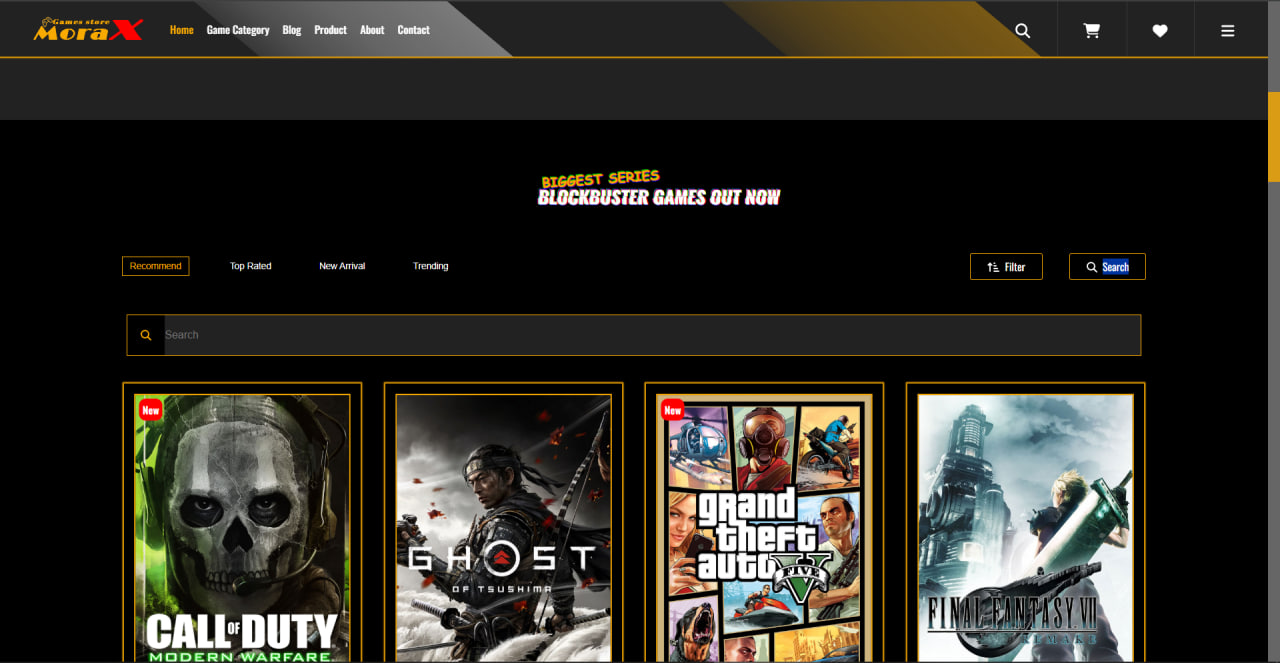 Games store
MoraX
Home Game Category Blog Product About Contact
BIGGEST SERIES
BLOCKBUSTER GAMES OUT NOW
Recommend Top Rated New Arrival Trending Filter Search
Search
New
CALL OF DUTY
MODERN WARFARE
GHOST
OF TSUSHIMA
New
grand
theft
auto
FIVE
FINAL FANTASY VII
REMAKE